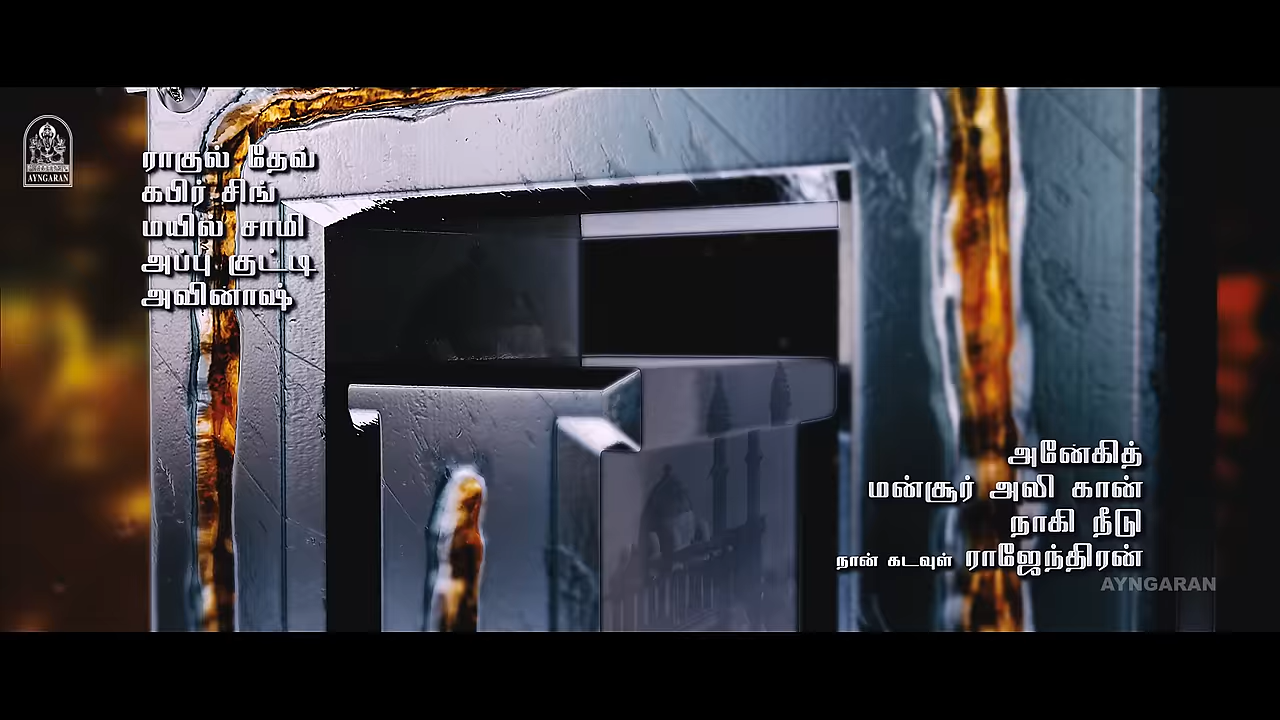 AYNGARAN
ராகுல் தேவ்
கபிர் சிங்
மயில் சாமி
அப்பு குட்டி
அவினாஷ்
அனேகித்
மன்சூர் அலி கான்
நாகி நீடு
நான் கடவுள் ராஜேந்திரன்
AYNGARAN